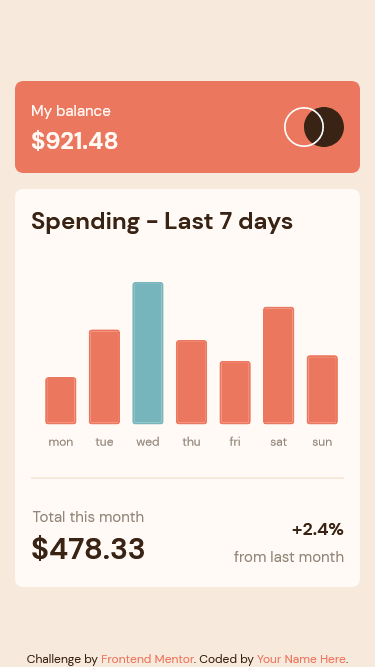 My balance
$921.48
Spending - Last 7 days
mon tue wed thu fri sat sun
Total this month
$478.33
+2.4%
from last month
Challenge by Frontend Mentor. Coded by Your Name Here.